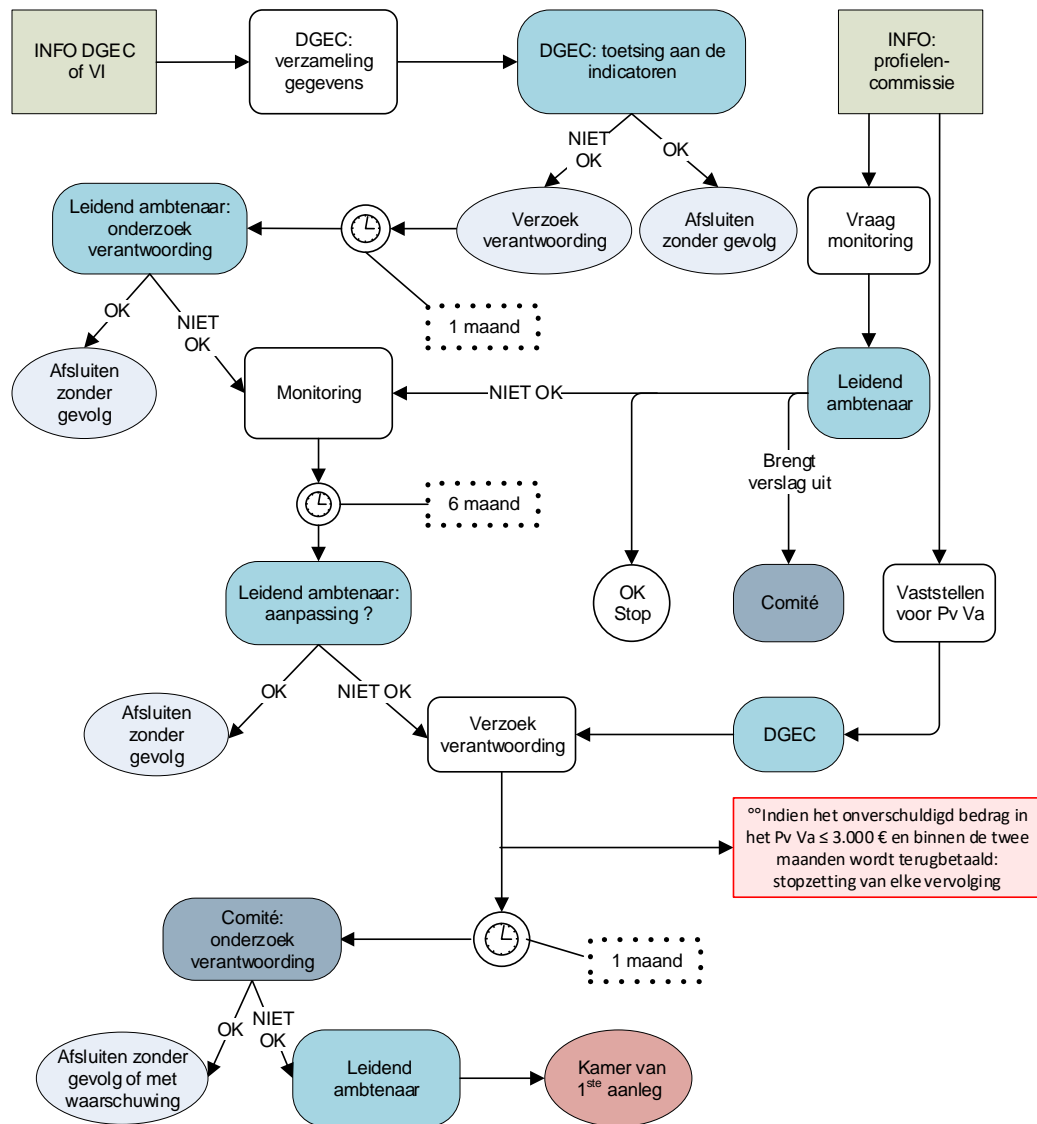 INFO DGEC
of VI
DGEC:
verzameling
gegevens
DGEC: toetsing aan de
indicatoren
INFO:
profielen-
commissie
NIET
OK
OK
Leidend ambtenaar:
onderzoek
verantwoording
Verzoek
verantwoording
Afsluiten
zonder gevolg
Vraag
monitoring
1 maand
OK
NIET
OK
Afsluiten
zonder
gevolg
Monitoring
NIET OK
Leidend
ambtenaar
Brengt
verslag uit
6 maand
Leidend ambtenaar:
aanpassing ?
OK
Stop
Comité
Vaststellen
voor Pv Va
OK
NIET OK
Afsluiten
zonder
gevolg
Verzoek
verantwoording
DGEC
°°Indien het onverschuldigd bedrag in
het Pv Va ≤ 3.000 € en binnen de twee
maanden wordt terugbetaald:
stopzetting van elke vervolging
Comité:
onderzoek
verantwoording
1 maand
OK
NIET
OK
Afsluiten zonder
gevolg of met
waarschuwing
Leidend
ambtenaar
Kamer van
1ste aanleg